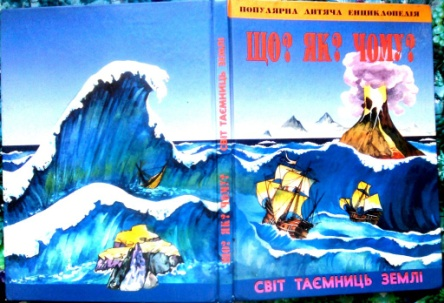 ПОПУЛЯРНА ДИТЯЧА ЕНЦИКЛОПЕДІЯ
ЩО? ЯК? ЧОМУ?
СВІТ ТАЄМНИЦЬ ЗЕМЛІ
ЩО? ЯК? ЧОМУ? СВІТ ТАЄМНИЦЬ ЗЕМЛІ